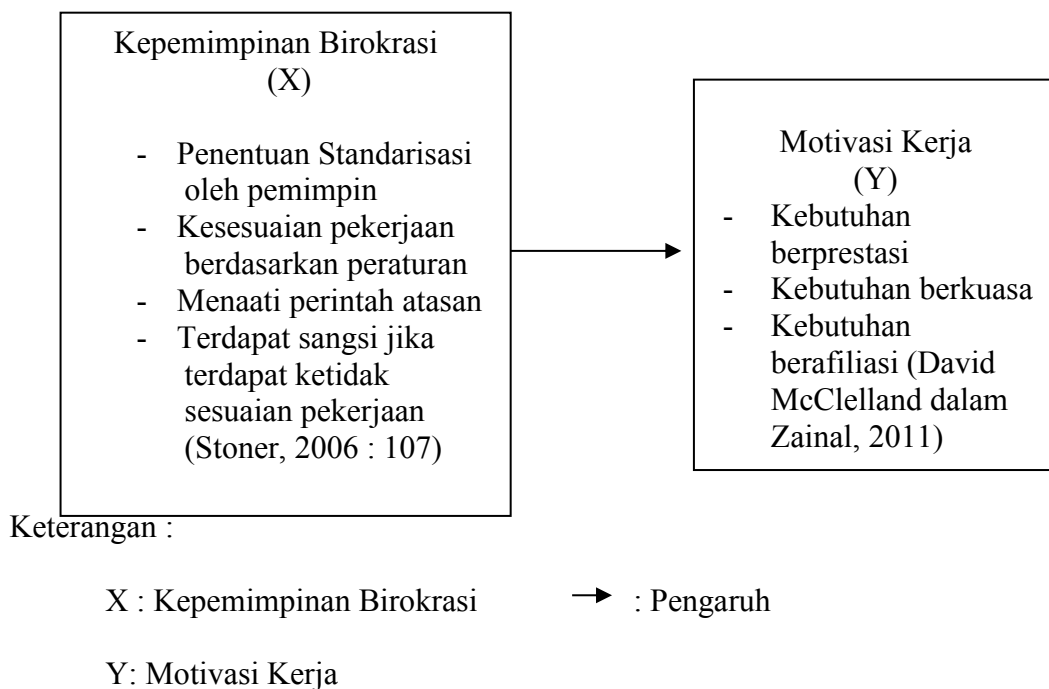 Kepemimpinan Birokrasi
(X)
- Penentuan Standarisasi
oleh pemimpin
- Kesesuaian pekerjaan
berdasarkan peraturan
- Menaati perintah atasan
- Terdapat sangsi jika
terdapat ketidak
sesuaian pekerjaan
(Stoner, 2006 : 107)
Motivasi Kerja
(Y)
- Kebutuhan
berprestasi
- Kebutuhan berkuasa
- Kebutuhan
berafiliasi (David
McClelland dalam
Zainal, 2011)
Keterangan :
X : Kepemimpinan Birokrasi : Pengaruh
Y: Motivasi Kerja